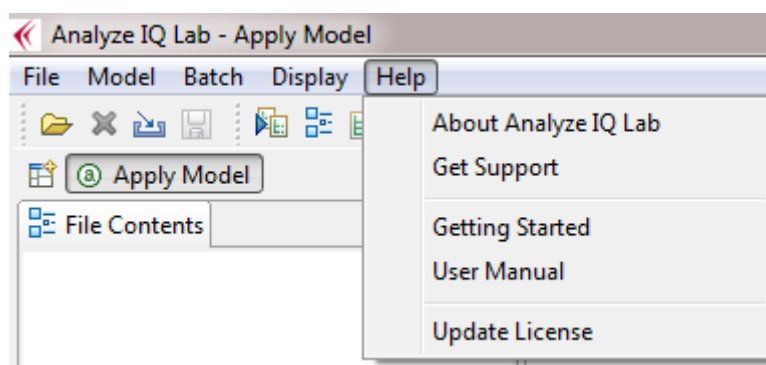 Analyze IQ Lab - Apply Model
File Model Batch Display Help
About Analyze IQ Lab
Get Support
Getting Started
User Manual
Update License
@ Apply Model
File Contents